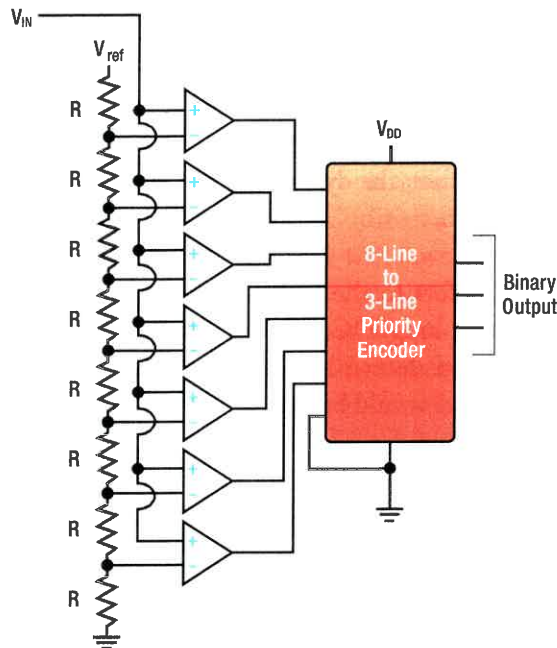 VIN
Vref
R
R
R
R
R
R
R
R
+
−
+
−
+
−
+
−
+
−
+
−
+
−
VDD
8-Line
to
3-Line
Priority
Encoder
Binary
Output